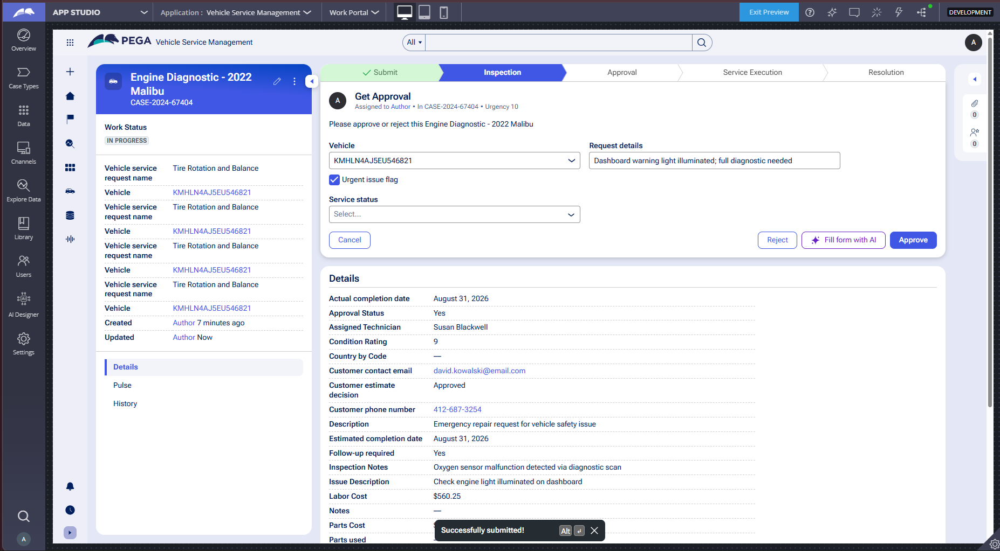 APP STUDIO
Application : Vehicle Service Management
Work Portal
Exit Preview
DEVELOPMENT
Overview
Case Types
Data
Channels
Explore Data
Library
Users
AI Designer
Settings
A
PEGA Vehicle Service Management
All
A
Engine Diagnostic - 2022
Malibu
CASE-2024-67404
Work Status
IN PROGRESS
Vehicle service
request name
Tire Rotation and Balance
Vehicle KMHLN4AJ5EU546821
Vehicle service
request name
Tire Rotation and Balance
Vehicle KMHLN4AJ5EU546821
Vehicle service
request name
Tire Rotation and Balance
Vehicle KMHLN4AJ5EU546821
Vehicle service
request name
Tire Rotation and Balance
Vehicle KMHLN4AJ5EU546821
Created Author 7 minutes ago
Updated Author Now
Details
Pulse
History
Submit
Inspection
Approval
Service Execution
Resolution
A
Get Approval
Assigned to Author • In CASE-2024-67404 • Urgency 10
Please approve or reject this Engine Diagnostic - 2022 Malibu
Vehicle
KMHLN4AJ5EU546821
Request details
Dashboard warning light illuminated; full diagnostic needed
Urgent issue flag
Service status
Select...
Cancel
Reject
Fill form with AI
Approve
Details
Actual completion date August 31, 2026
Approval Status Yes
Assigned Technician Susan Blackwell
Condition Rating 9
Country by Code —
Customer contact email david.kowalski@email.com
Customer estimate
decision
Approved
Customer phone number 412-687-3254
Description Emergency repair request for vehicle safety issue
Estimated completion date August 31, 2026
Follow-up required Yes
Inspection Notes Oxygen sensor malfunction detected via diagnostic scan
Issue Description Check engine light illuminated on dashboard
Labor Cost $560.25
Notes —
Parts Cost
Parts used
Successfully submitted!
Alt
0
0